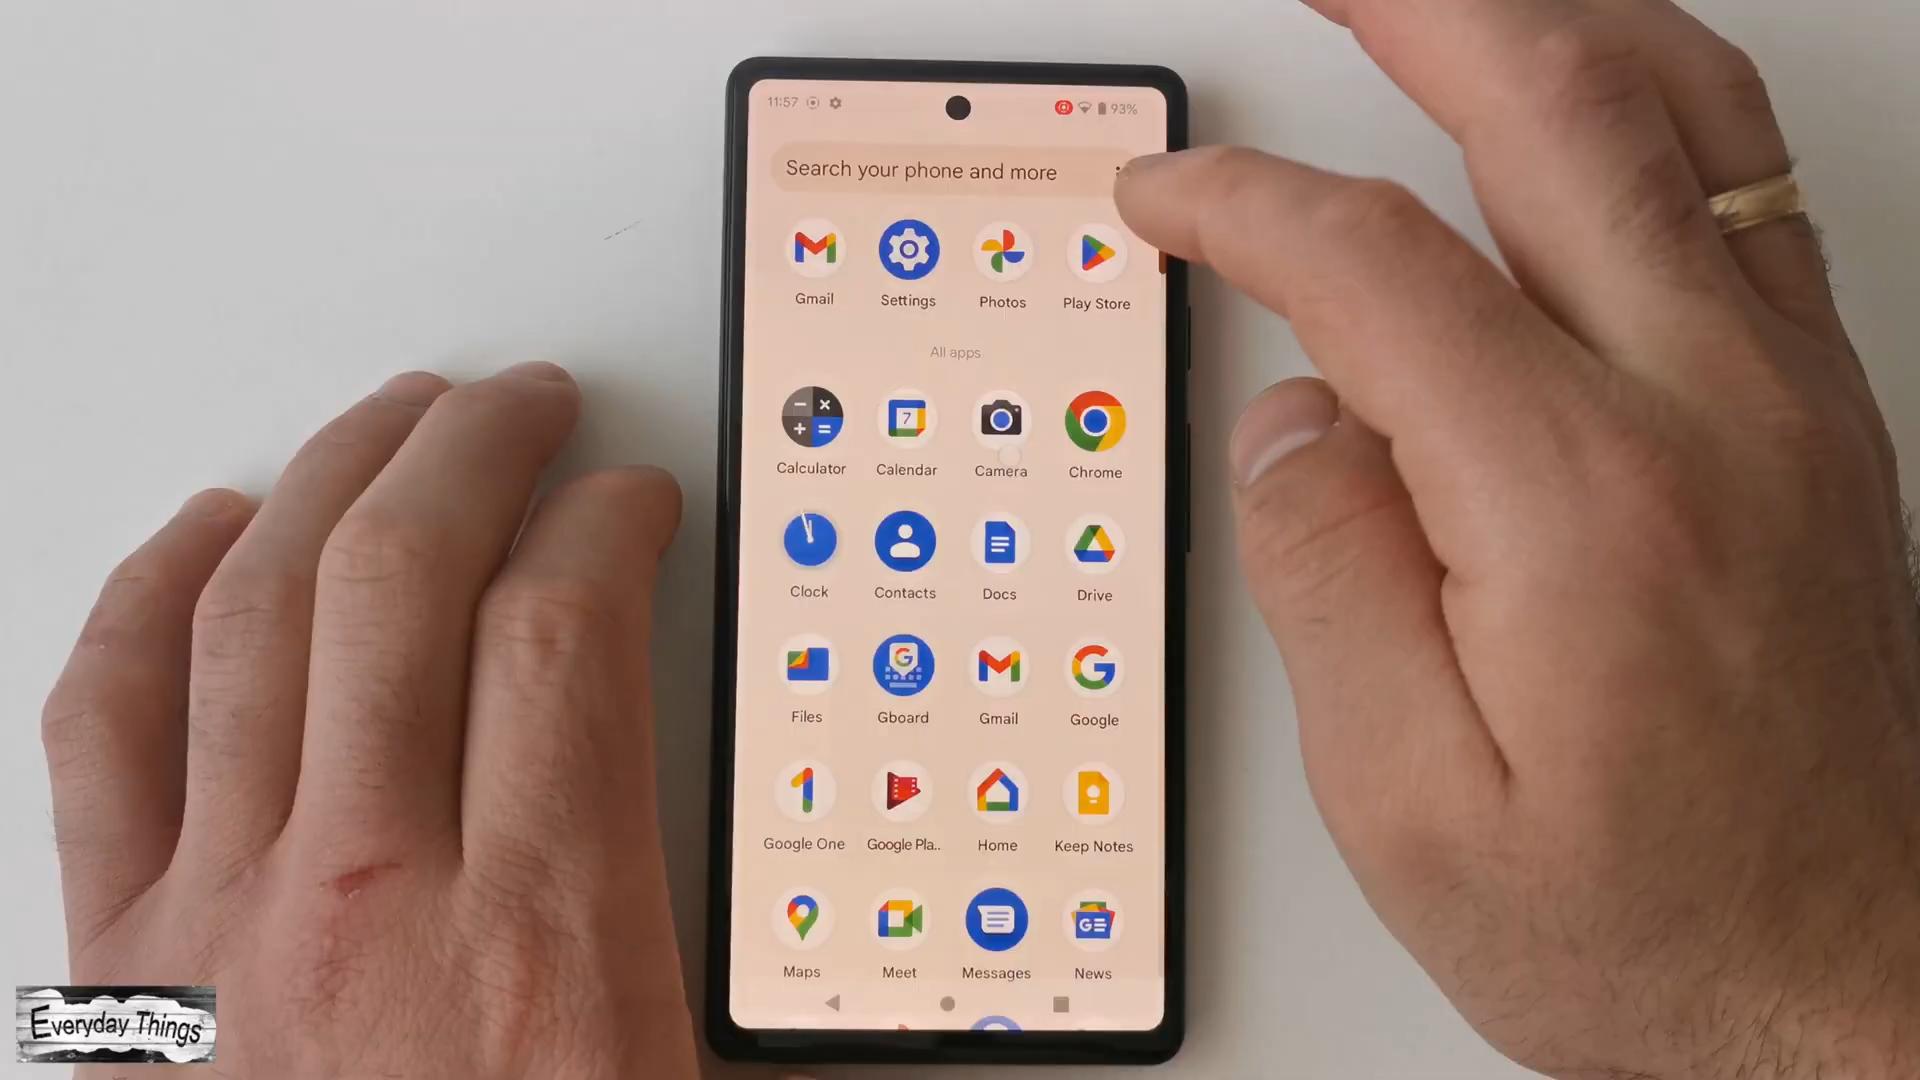 11:57 93%
Search your phone and more
Gmail Settings Photos Play Store
All apps
7
Calculator Calendar Camera Chrome
Clock Contacts Docs Drive
Files Gboard Gmail Google
Google One Google Pla.. Home Keep Notes
GE
Maps Meet Messages News
Everyday Things